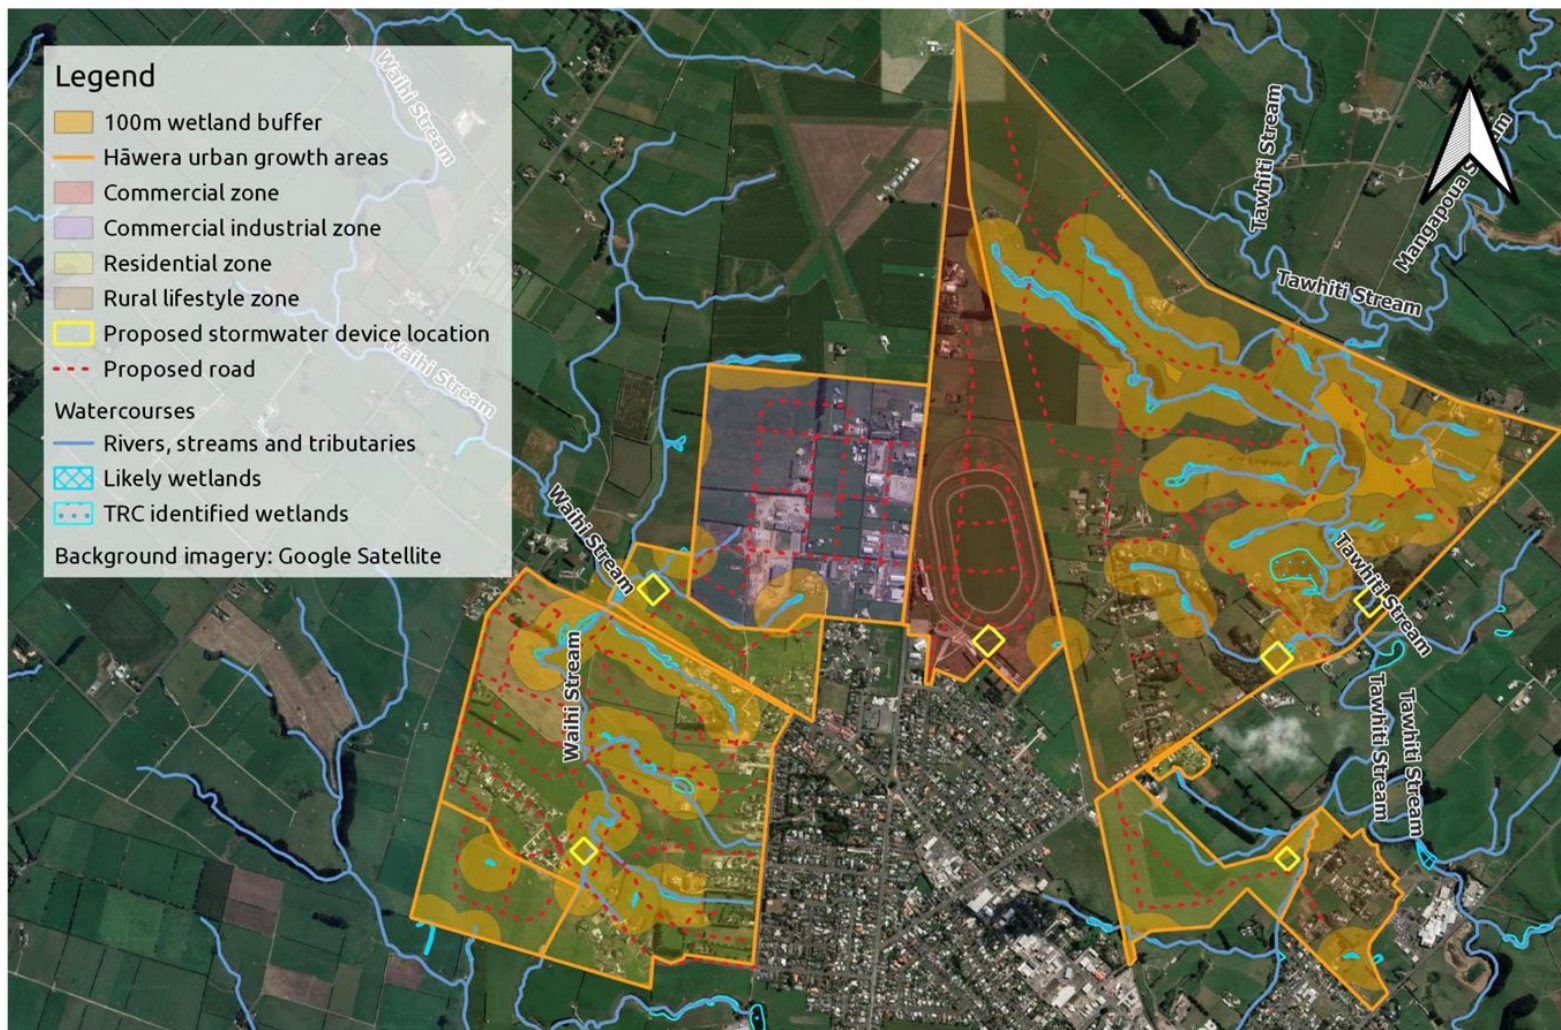 Legend
100m wetland buffer
Hāwera urban growth areas
Commercial zone
Commercial industrial zone
Residential zone
Rural lifestyle zone
Proposed stormwater device location
Proposed road
Watercourses
Rivers, streams and tributaries
Likely wetlands
TRC identified wetlands
Background imagery: Google Satellite
Waihi Stream
Waihi Stream
Waihi Stream
Waihi Stream
Tawhiti Stream
Mangapoua S m
Tawhiti Stream
Tawhiti Stream
Tawhiti Stream
Tawhiti Stream